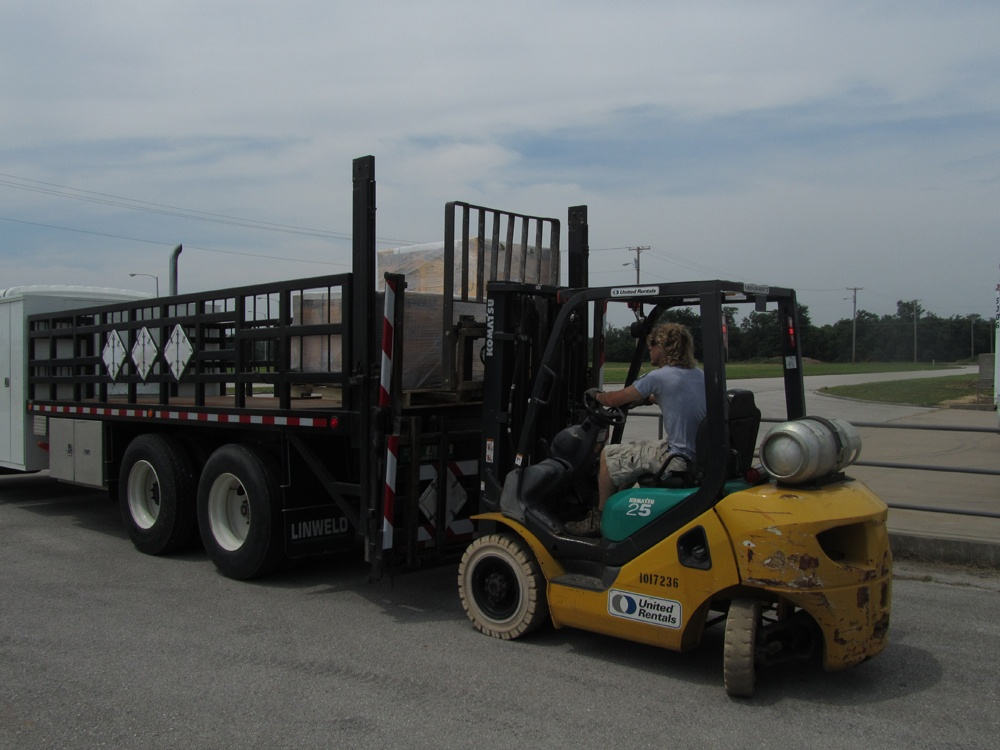 KOMATSU
United Rentals
KOMATSU
25
1017236
United
Rentals
LINWELD